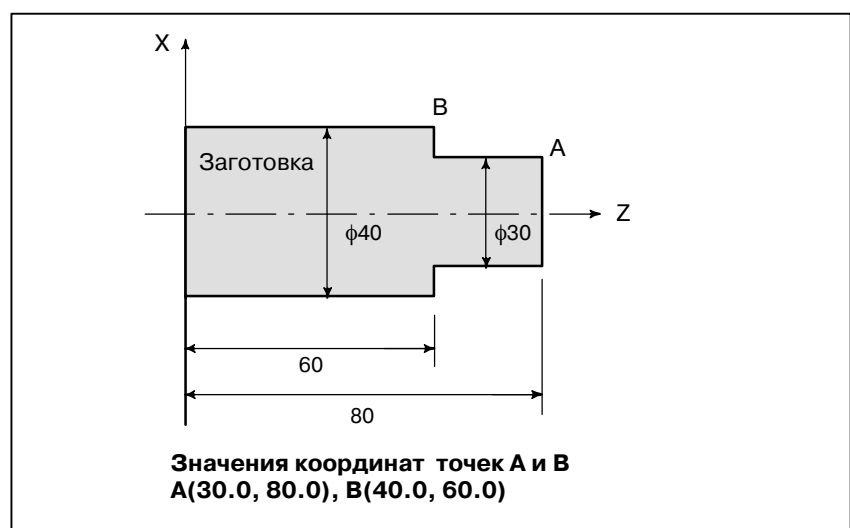 X
B
A
Заготовка
Z
ϕ40
ϕ30
60
80
Значения координат точек A и B
A(30.0, 80.0), B(40.0, 60.0)